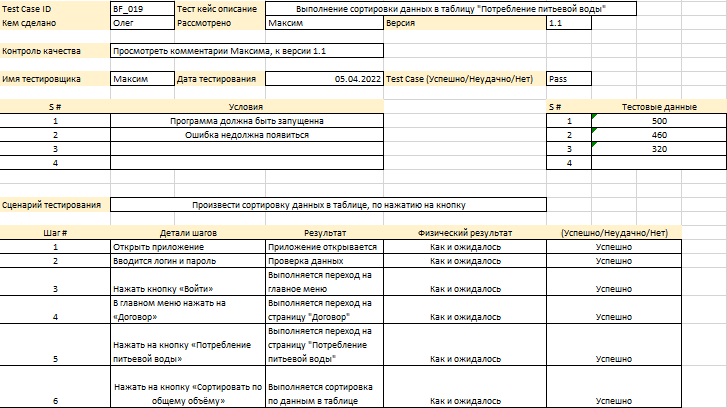 Test Case ID BF_019 Тест кейс описание Выполнение сортировки данных в таблицу "Потребление питьевой воды"
Кем сделано Олег Рассмотрено Максим Версия 1.1
Контроль качества Просмотреть комментарии Максима, к версии 1.1
Имя тестировщика Максим Дата тестирования 05.04.2022 Test Case (Успешно/Неудачно/Нет) Pass
S # Условия S # Тестовые данные
1 Программа должна быть запущенна 1 500
2 Ошибка недолжна появиться 2 460
3 3 320
4 4
Сценарий тестирования Произвести сортировку данных в таблице, по нажатию на кнопку
Шаг # Детали шагов Результат Физический результат (Успешно/Неудачно/Нет)
1 Открыть приложение Приложение открывается Как и ожидалось Успешно
2 Вводится логин и пароль Проверка данных Как и ожидалось Успешно
Выполняется переход на
3 Нажать кнопку «Войти» главное меню Как и ожидалось Успешно
В главном меню нажать на Выполняется переход на
4 «Договор» страницу "Договор" Как и ожидалось Успешно
Выполняется переход на
Нажать на кнопку «Потребление страницу "Потребление
5 питьевой воды» питьевой воды" Как и ожидалось Успешно
Нажать на кнопку «Сортировать по Выполняется сортировка
6 общему объёму» по данным в таблице Как и ожидалось Успешно